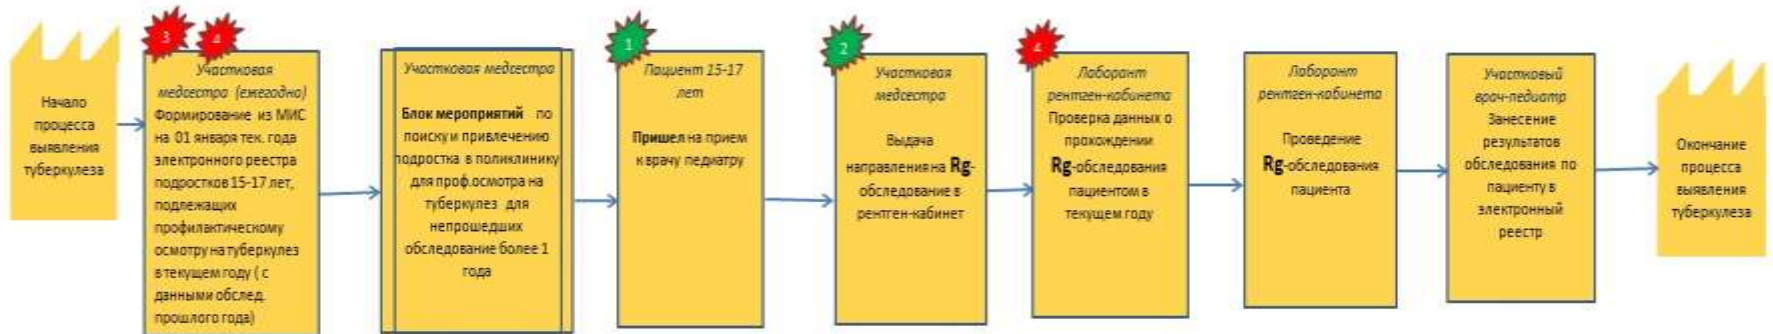 Начало
процесса
выявления
туберкулеза
3
4
Участковая
медсестра (ежегодно)
Формирование из МИС
на 01 января тек. года
электронного реестра
подростков 15-17 лет,
подлежащих
профилактическому
осмотру на туберкулез
в текущем году ( с
данными обслед.
прошлого года)
Участковая медсестра
Блок мероприятий по
поиску и привлечению
подростка в поликлинику
для проф.осмотра на
туберкулез для
непрошедших
обследование более 1
года
1
Пациент 15-17
лет
Пришел на прием
к врачу педиатру
2
Участковая
медсестра
Выдача
направления на Rg-
обследование в
рентген-кабинет
4
Лаборант
рентген-кабинета
Проверка данных о
прохождении
Rg-обследования
пациентом в
текущем году
Лаборант
рентген-кабинета
Проведение
Rg-обследования
пациента
Участковый
врач-педиатр
Занесение
результатов
обследования по
пациенту в
электронный
реестр
Окончание
процесса
выявления
туберкулеза